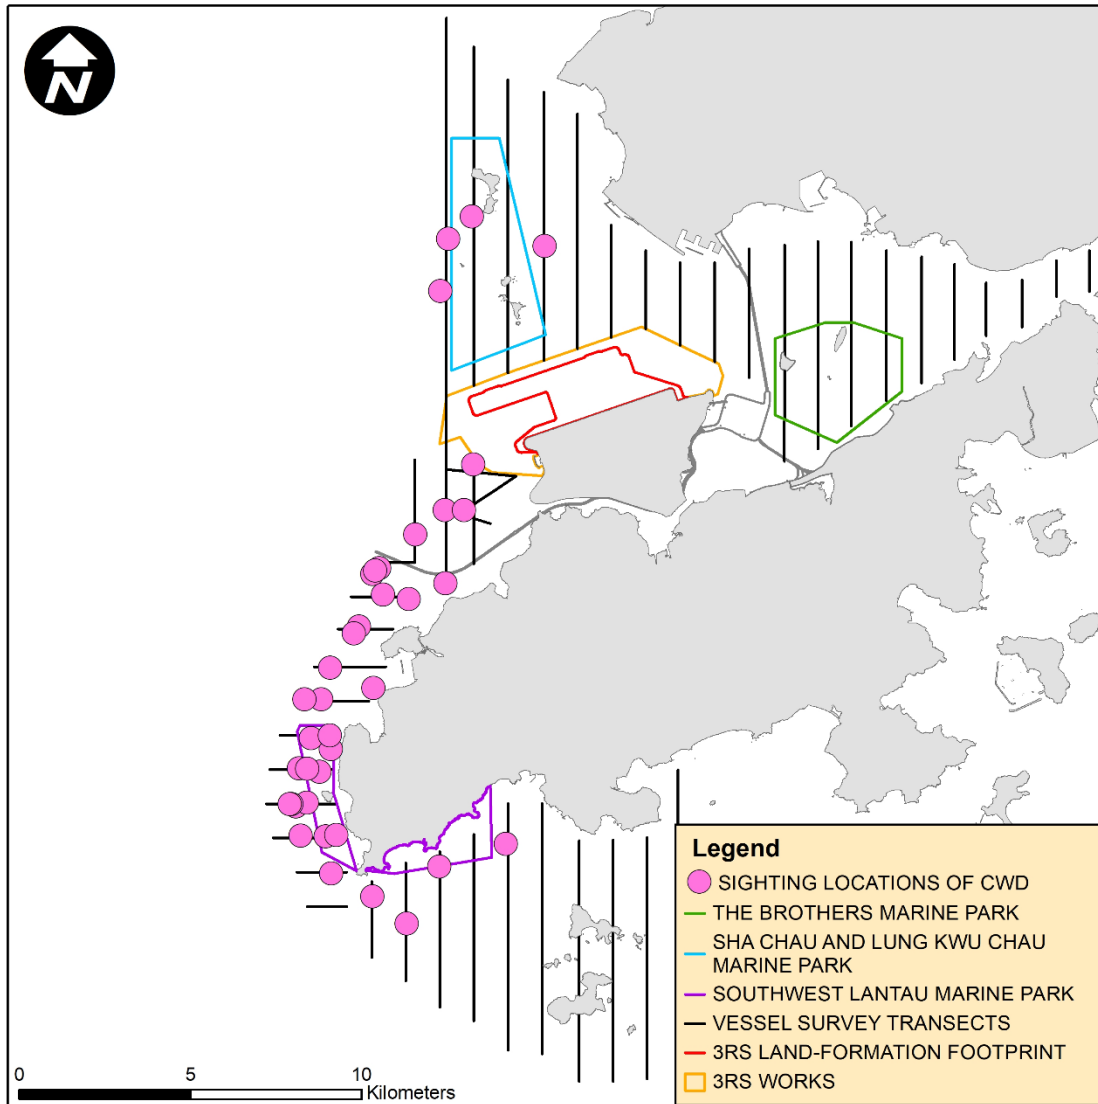 N
Legend
SIGHTING LOCATIONS OF CWD
THE BROTHERS MARINE PARK
SHA CHAU AND LUNG KWU CHAU
MARINE PARK
SOUTHWEST LANTAU MARINE PARK
VESSEL SURVEY TRANSECTS
3RS LAND-FORMATION FOOTPRINT
3RS WORKS
0 5 10
Kilometers